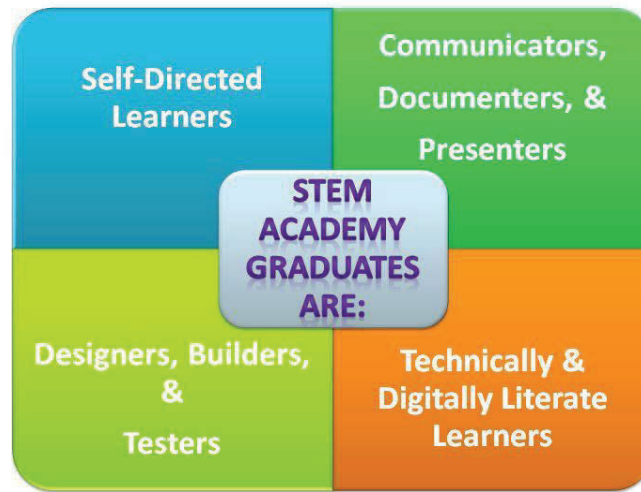 Self-Directed
Learners
Communicators,
Documenters, &
Presenters
STEM
ACADEMY
GRADUATES
ARE:
Designers, Builders,
&
Testers
Technically &
Digitally Literate
Learners